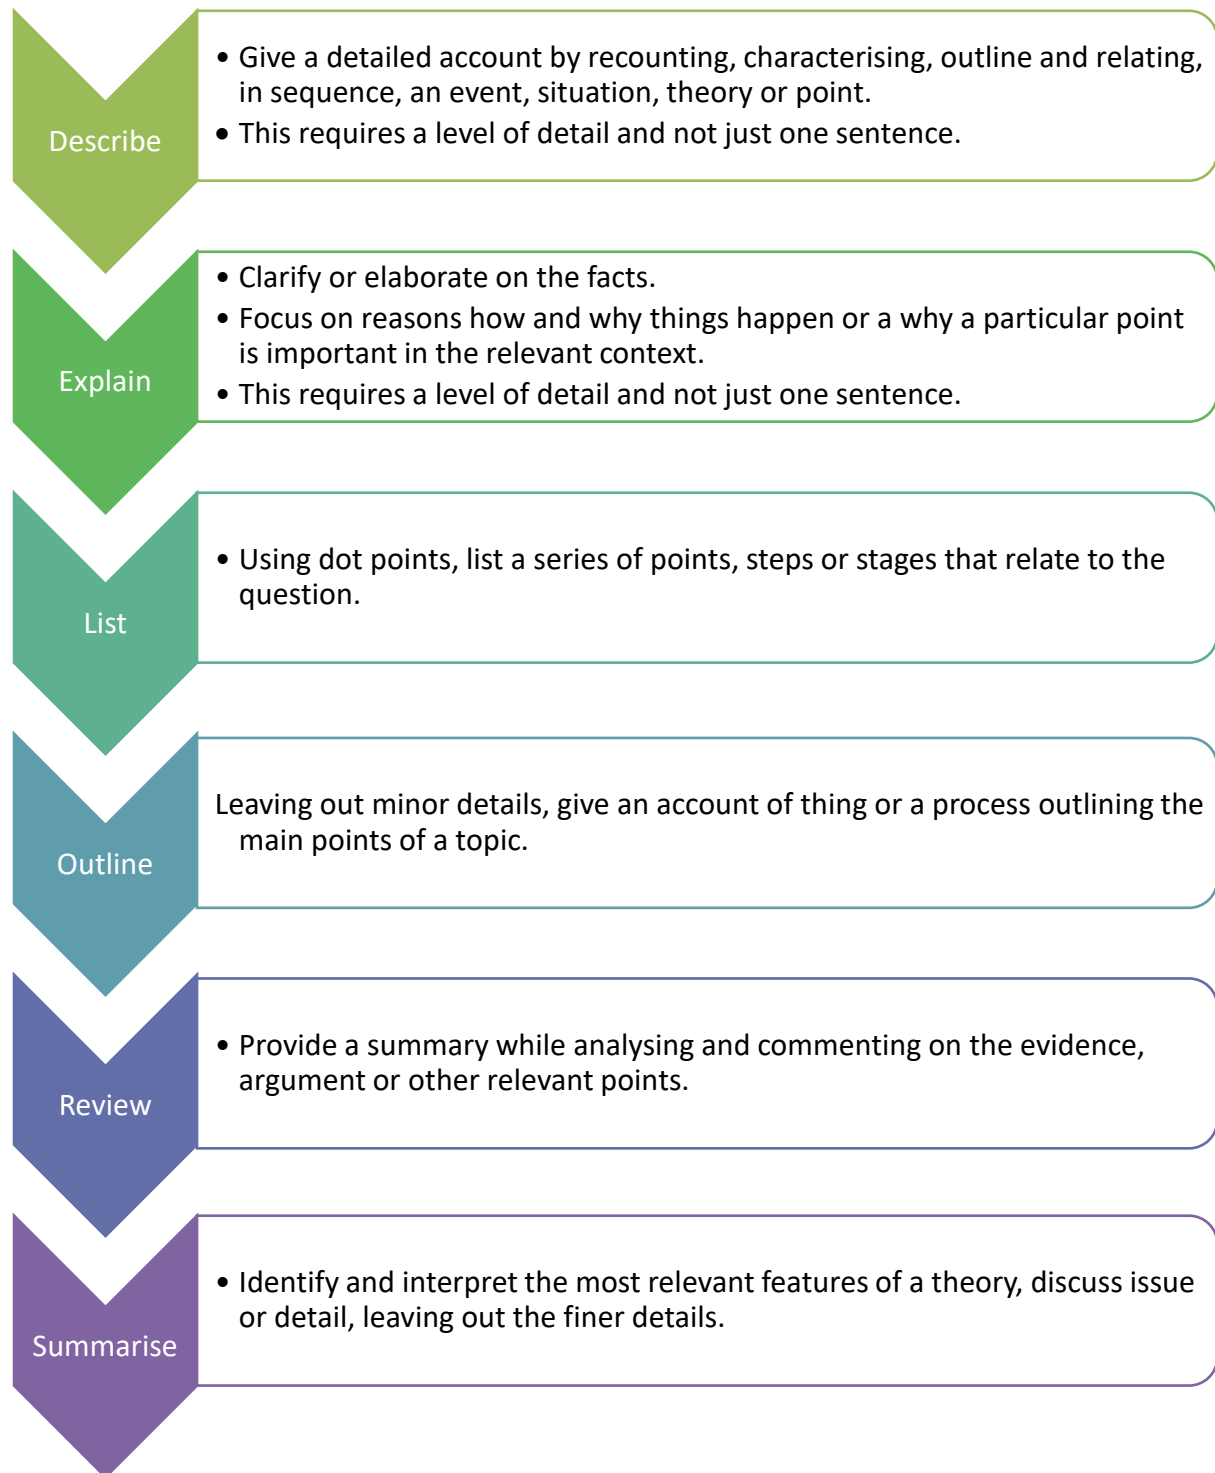 Describe
• Give a detailed account by recounting, characterising, outline and relating,
in sequence, an event, situation, theory or point.
• This requires a level of detail and not just one sentence.
Explain
• Clarify or elaborate on the facts.
• Focus on reasons how and why things happen or a why a particular point
is important in the relevant context.
• This requires a level of detail and not just one sentence.
List
• Using dot points, list a series of points, steps or stages that relate to the
question.
Outline
Leaving out minor details, give an account of thing or a process outlining the
main points of a topic.
Review
• Provide a summary while analysing and commenting on the evidence,
argument or other relevant points.
Summarise
• Identify and interpret the most relevant features of a theory, discuss issue
or detail, leaving out the finer details.